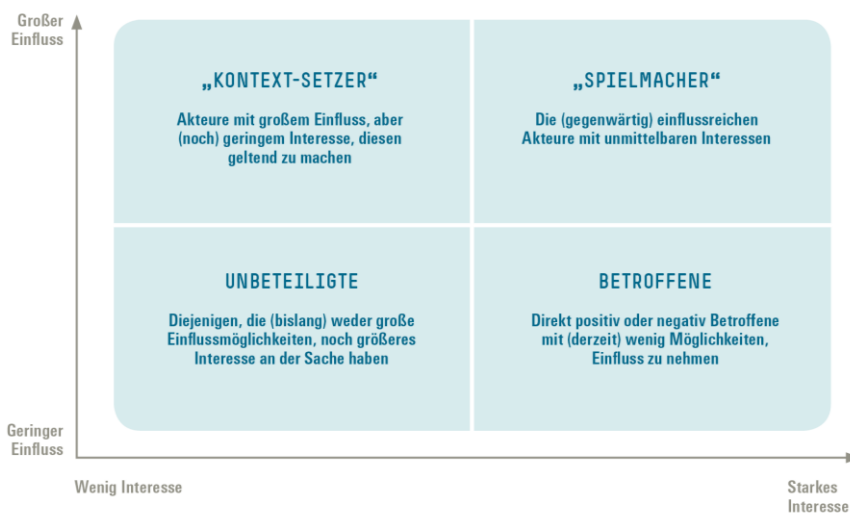 Großer
Einfluss
„KONTEXT-SETZER“
Akteure mit großem Einfluss, aber
(noch) geringem Interesse, diesen
geltend zu machen
„SPIELMACHER“
Die (gegenwärtig) einflussreichen
Akteure mit unmittelbaren Interessen
UNBETEILIGTE
Diejenigen, die (bislang) weder große
Einflussmöglichkeiten, noch größeres
Interesse an der Sache haben
BETROFFENE
Direkt positiv oder negativ Betroffene
mit (derzeit) wenig Möglichkeiten,
Einfluss zu nehmen
Geringer
Einfluss
Wenig Interesse
Starkes
Interesse